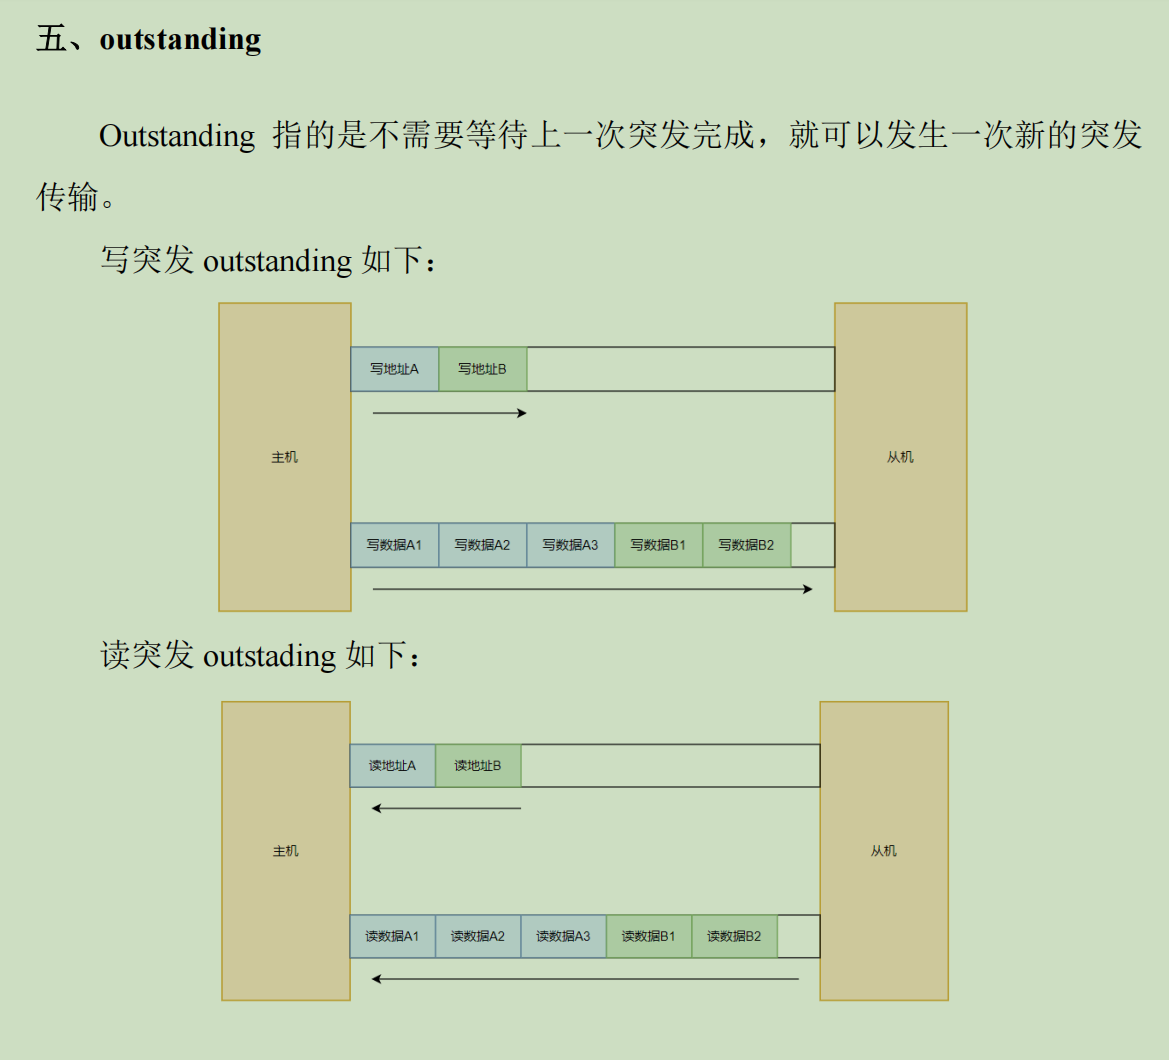 五、outstanding
Outstanding 指的是不需要等待上一次突发完成，就可以发生一次新的突发
传输。
写突发 outstanding 如下：
写地址A 写地址B
主机 从机
写数据A1 写数据A2 写数据A3 写数据B1 写数据B2
读突发 outstading 如下：
读地址A 读地址B
主机 从机
读数据A1 读数据A2 读数据A3 读数据B1 读数据B2